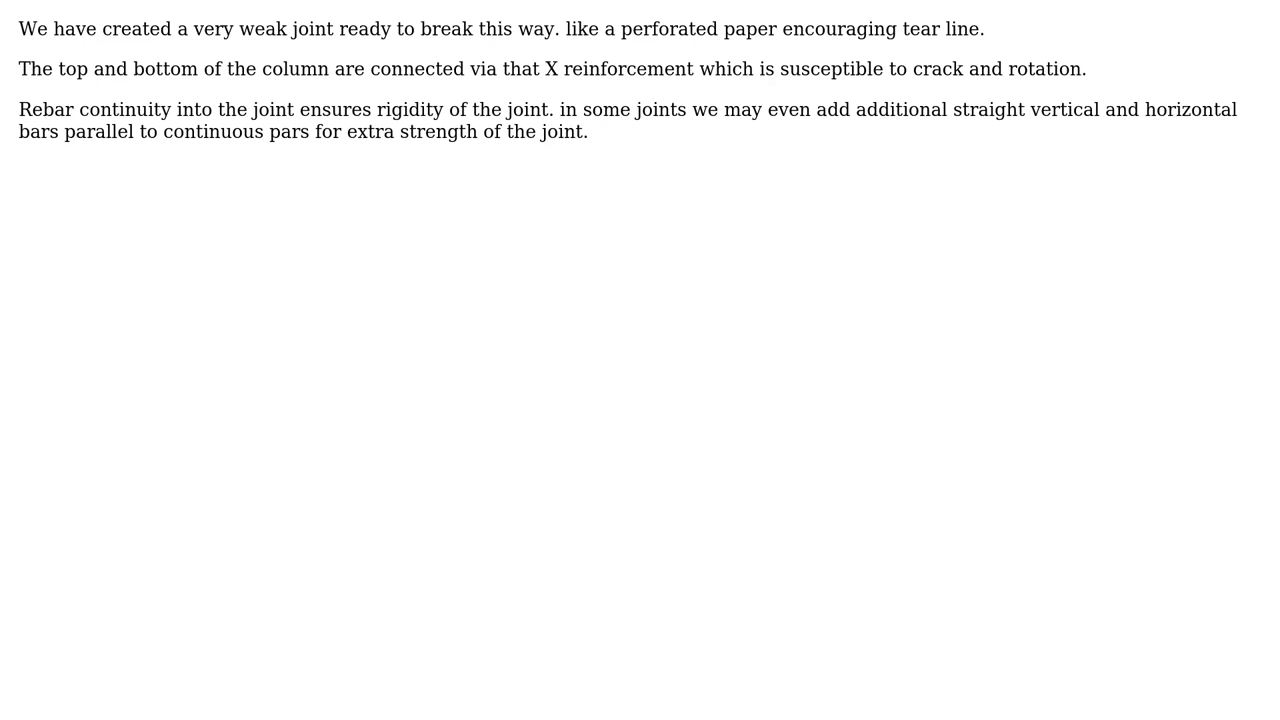 We have created a very weak joint ready to break this way. like a perforated paper encouraging tear line.
The top and bottom of the column are connected via that X reinforcement which is susceptible to crack and rotation.
Rebar continuity into the joint ensures rigidity of the joint. in some joints we may even add additional straight vertical and horizontal
bars parallel to continuous pars for extra strength of the joint.